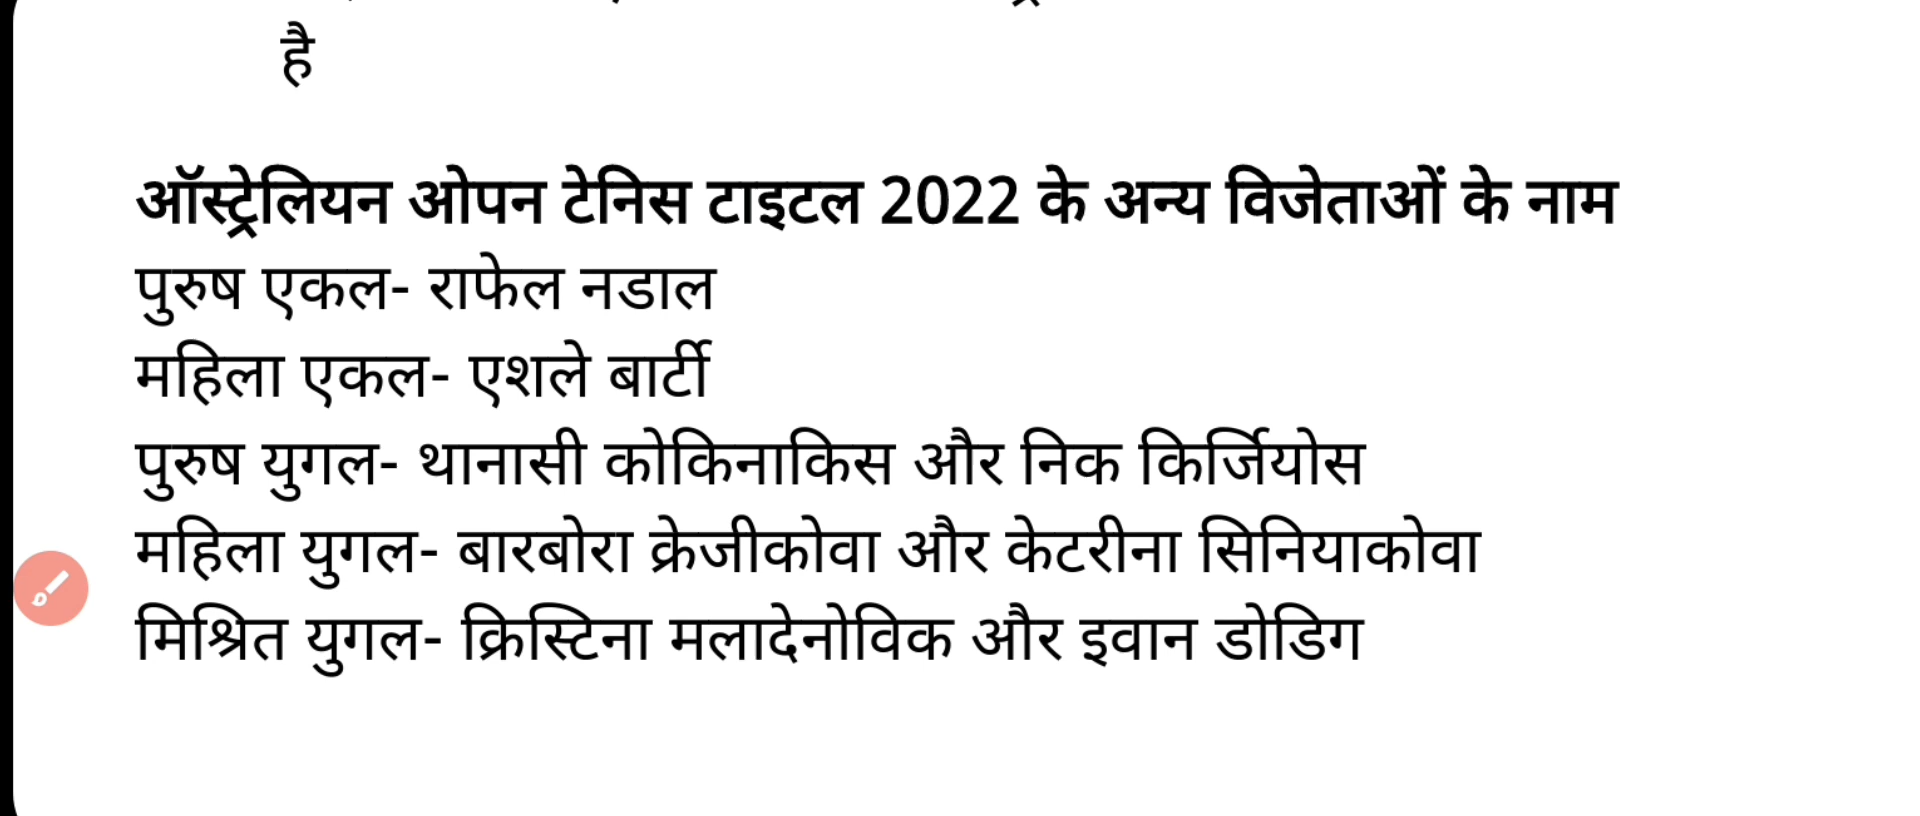 है
ऑस्ट्रेलियन ओपन टेनिस टाइटल 2022 के अन्य विजेताओं के नाम
पुरुष एकल- राफेल नडाल
महिला एकल- एशले बार्टी
पुरुष युगल- थानासी कोकिनाकिस और निक किर्जियोस
महिला युगल- बारबोरा क्रेजीकोवा और केटरीना सिनियाकोवा
मिश्रित युगल- क्रिस्टिना मलादेनोविक और इवान डोडिग